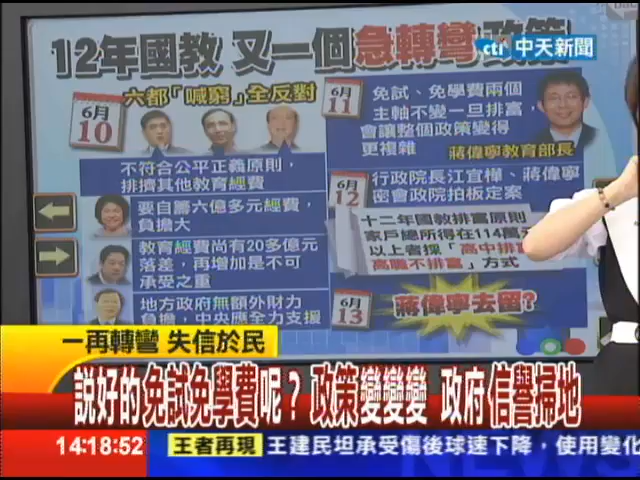 12年國教 又一個急轉彎政策
cti 中天新聞
6月10
六都「喊窮」全反對
不符合公平正義原則，
排擠其他教育經費
要自籌六億多元經費，
負擔大
教育經費尚有20多億元
落差，再增加是不可
承受之重
地方政府無額外財力
負擔，中央應全力支援
6月11
免試、免學費兩個
主軸不變一旦排富，
會讓整個政策變得
更複雜
蔣偉寧教育部長
6月12
行政院長江宜樺、蔣偉寧
密會政院拍板定案
十二年國教排富原則
家戶總所得在114萬元
以上者採「高中排富
高職不排富」方式
6月13
蔣偉寧去留?
一再轉彎 失信於民
說好的免試免學費呢? 政策變變變 政府信譽掃地
14:18:52
王者再現
王建民坦承受傷後球速下降，使用變化
NEWS